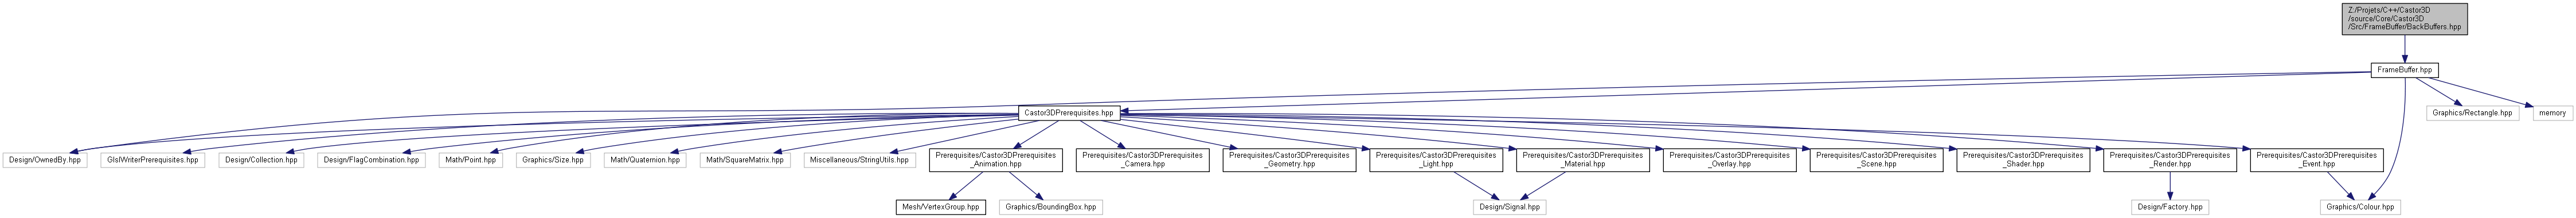 Z:/Projets/C++/Castor3D
/source/Core/Castor3D
/Src/FrameBuffer/BackBuffers.hpp
FrameBuffer.hpp
Castor3DPrerequisites.hpp
Graphics/Rectangle.hpp
memory
Design/OwnedBy.hpp
GlslWriterPrerequisites.hpp
Design/Collection.hpp
Design/FlagCombination.hpp
Math/Point.hpp
Graphics/Size.hpp
Math/Quaternion.hpp
Math/SquareMatrix.hpp
Miscellaneous/StringUtils.hpp
Prerequisites/Castor3DPrerequisites
_Animation.hpp
Prerequisites/Castor3DPrerequisites
_Camera.hpp
Prerequisites/Castor3DPrerequisites
_Geometry.hpp
Prerequisites/Castor3DPrerequisites
_Light.hpp
Prerequisites/Castor3DPrerequisites
_Material.hpp
Prerequisites/Castor3DPrerequisites
_Overlay.hpp
Prerequisites/Castor3DPrerequisites
_Scene.hpp
Prerequisites/Castor3DPrerequisites
_Shader.hpp
Prerequisites/Castor3DPrerequisites
_Render.hpp
Prerequisites/Castor3DPrerequisites
_Event.hpp
Mesh/VertexGroup.hpp
Graphics/BoundingBox.hpp
Design/Signal.hpp
Design/Factory.hpp
Graphics/Colour.hpp